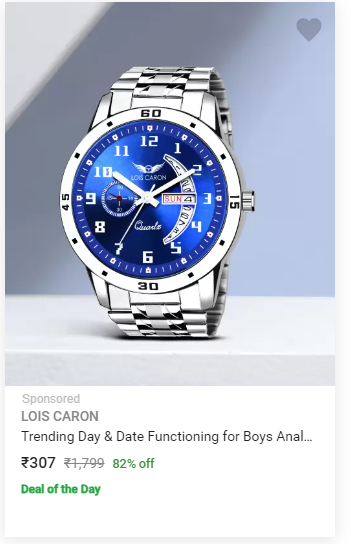 60
12
11
1
10
2
LOIS CARON
45
9
SUN 4
15
8
4
Quartz
7
5
6
30
Sponsored
LOIS CARON
Trending Day & Date Functioning for Boys Anal...
₹307 ₹1,799 82% off
Deal of the Day